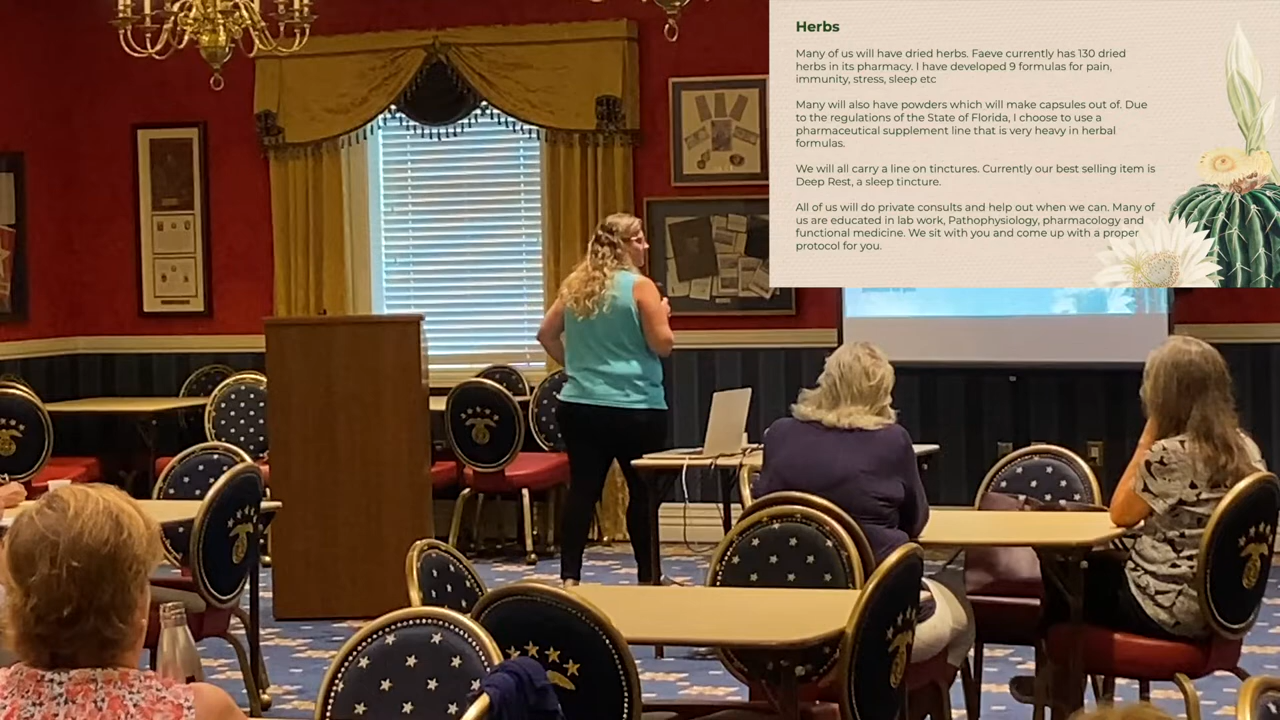 Herbs
Many of us will have dried herbs. Faeve currently has 130 dried
herbs in its pharmacy. I have developed 9 formulas for pain,
immunity, stress, sleep etc
Many will also have powders which will make capsules out of. Due
to the regulations of the State of Florida, I choose to use a
pharmaceutical supplement line that is very heavy in herbal
formulas.
We will all carry a line on tinctures. Currently our best selling item is
Deep Rest, a sleep tincture.
All of us will do private consults and help out when we can. Many of
us are educated in lab work, Pathophysiology, pharmacology and
functional medicine. We sit with you and come up with a proper
protocol for you.